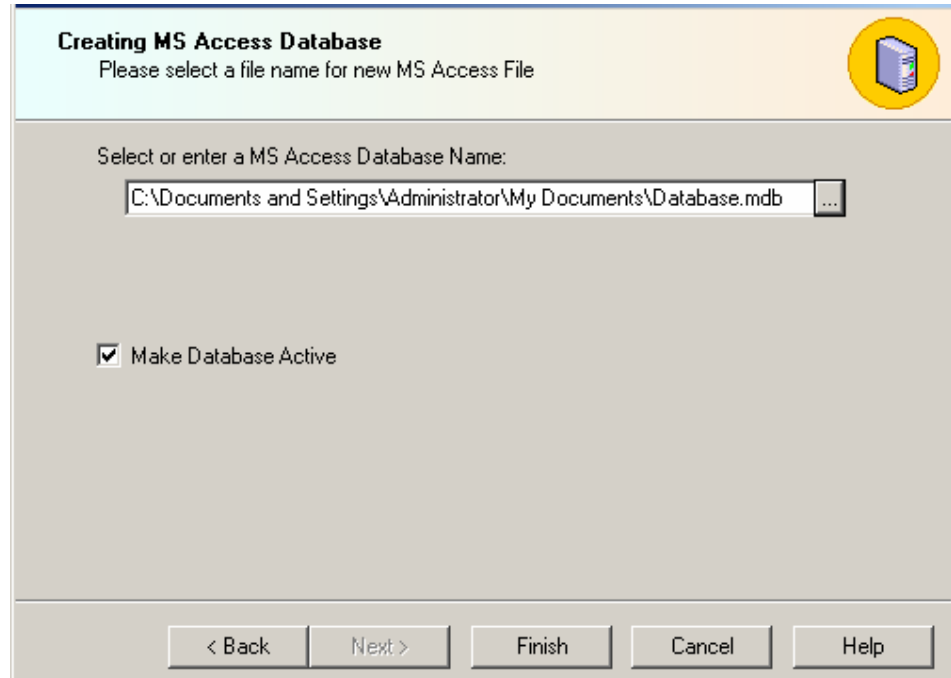 Creating MS Access Database
Please select a file name for new MS Access File
Select or enter a MS Access Database Name:
C:\Documents and Settings\Administrator\My Documents\Database.mdb ...
Make Database Active
< Back Next > Finish Cancel Help